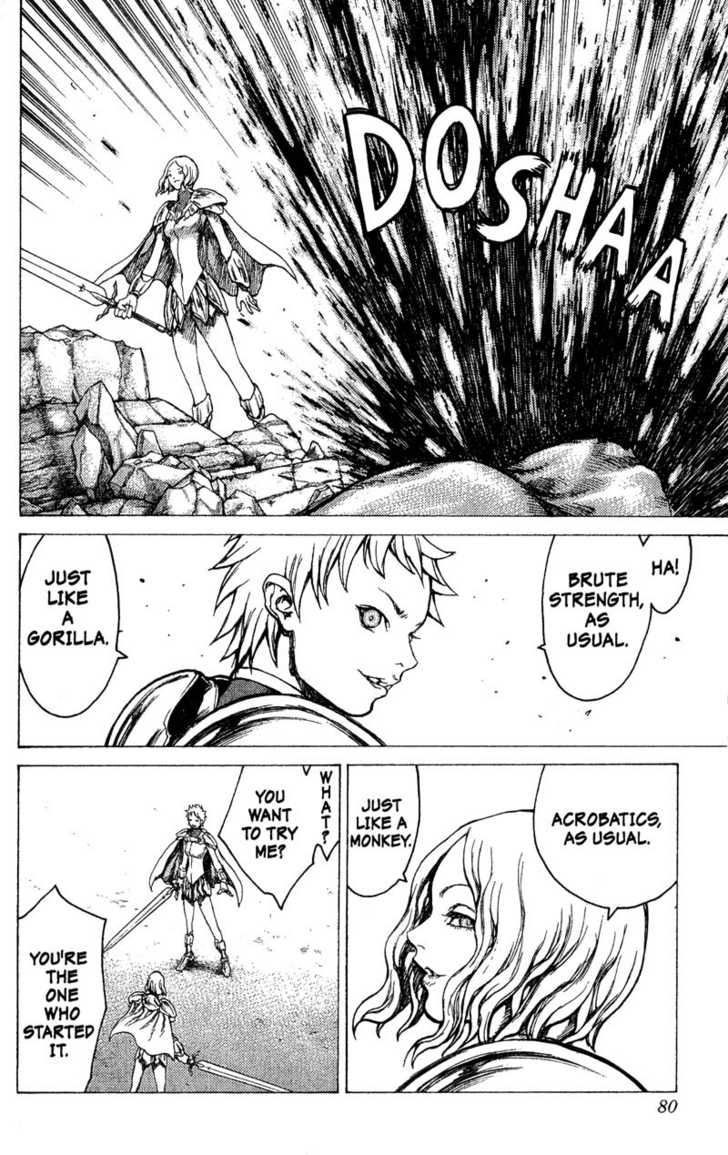 DOSHAA
HA!
BRUTE
STRENGTH,
AS
USUAL.
JUST
LIKE
A
GORILLA.
ACROBATICS,
AS USUAL.
JUST
LIKE A
MONKEY.
WHAT?
YOU
WANT
TO TRY
ME?
YOU'RE
THE
ONE
WHO
STARTED
IT.
80